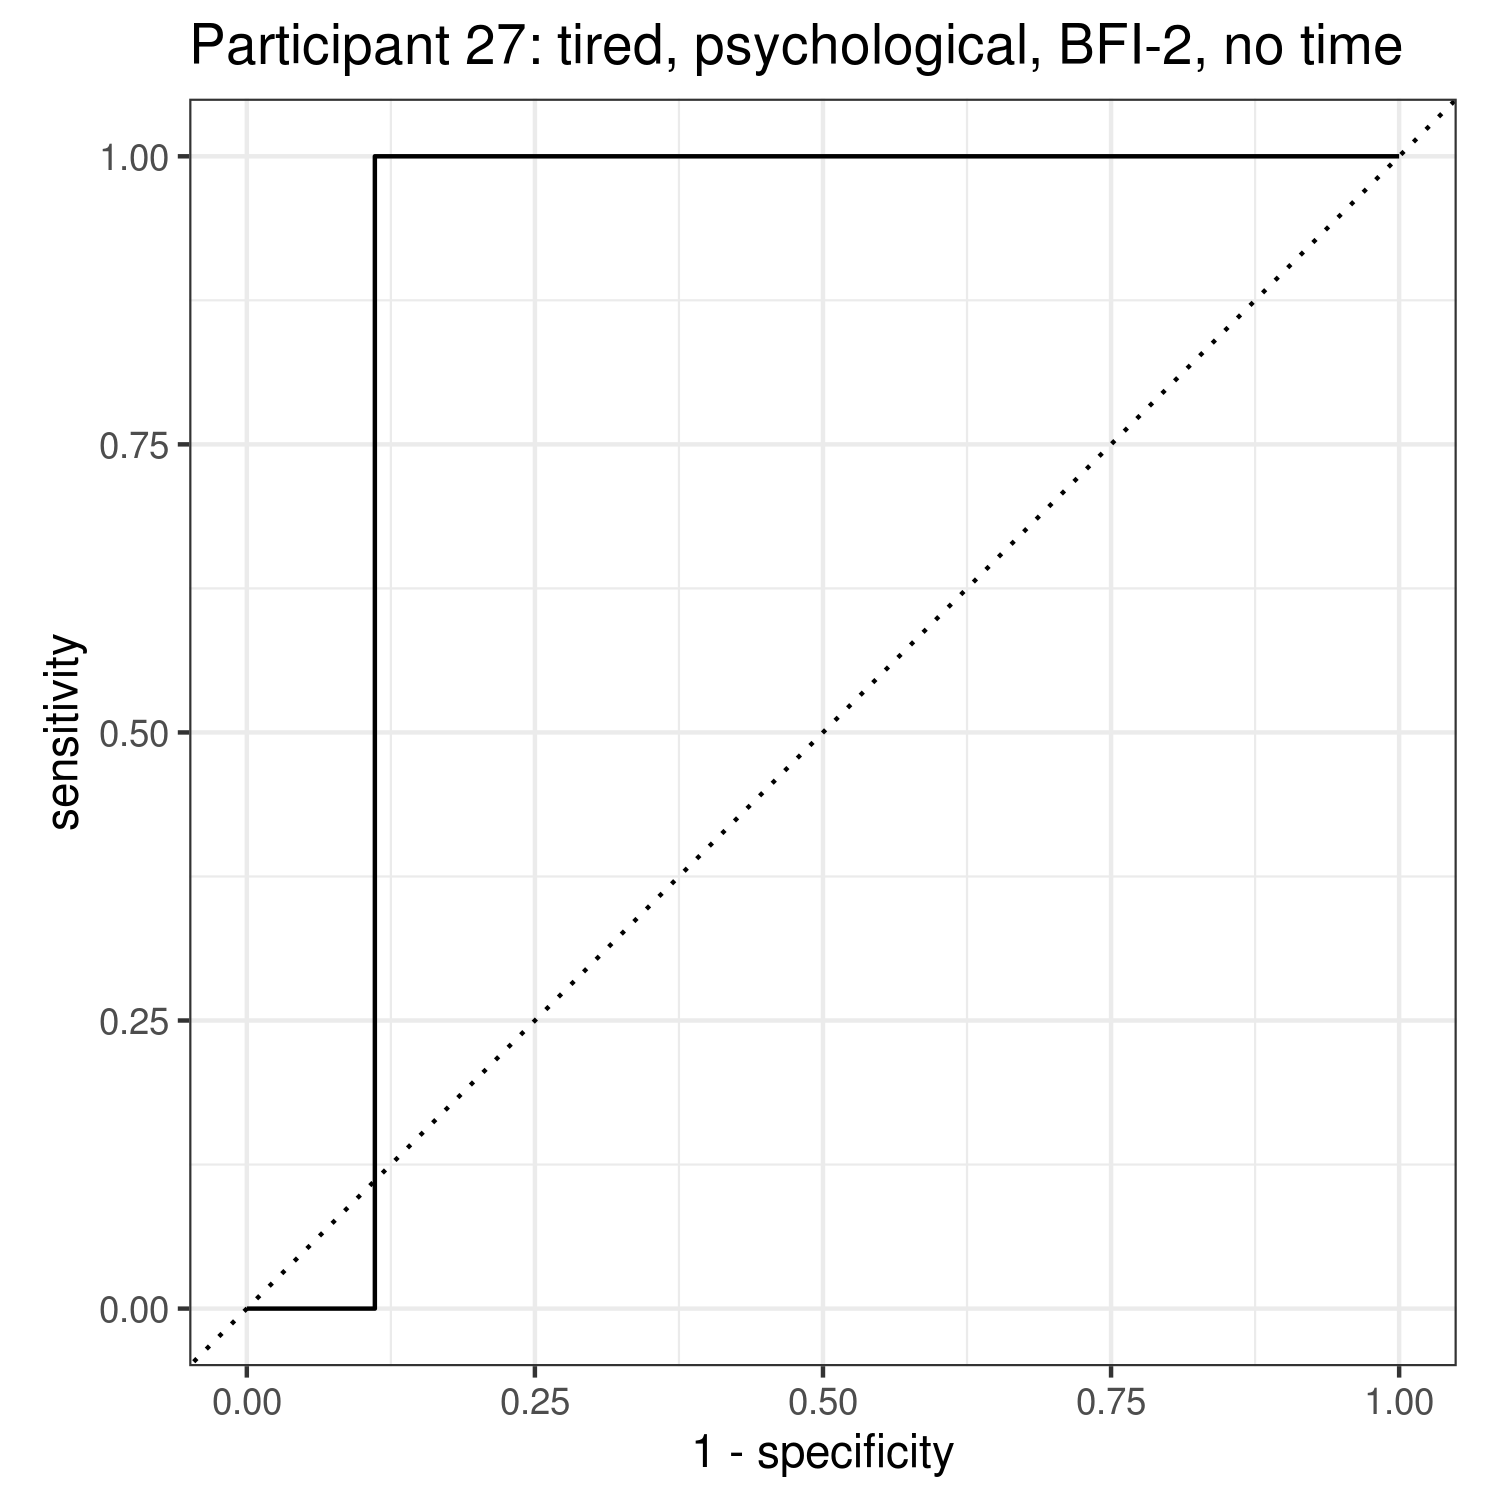 Participant 27: tired, psychological, BFI-2, no time
1.00
0.75
0.50
0.25
0.00
sensitivity
0.00 0.25 0.50 0.75 1.00
1 - specificity